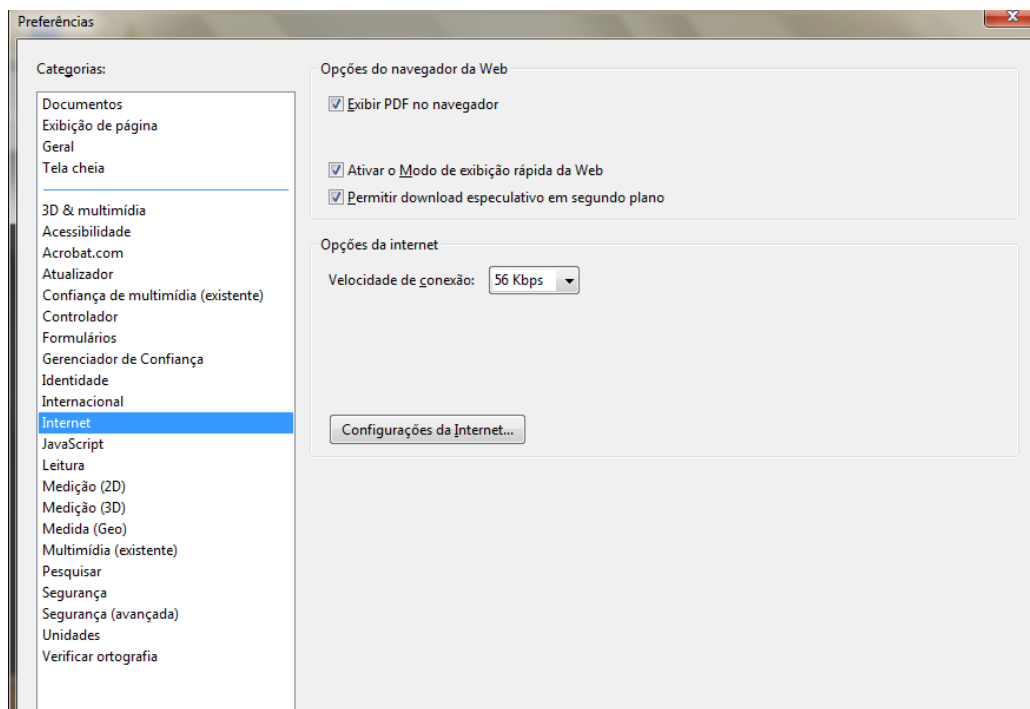 Preferências
Categorias:
Documentos
Exibição de página
Geral
Tela cheia
3D & multimídia
Acessibilidade
Acrobat.com
Atualizador
Confiança de multimídia (existente)
Controlador
Formulários
Gerenciador de Confiança
Identidade
Internacional
Internet
JavaScript
Leitura
Medição (2D)
Medição (3D)
Medida (Geo)
Multimídia (existente)
Pesquisar
Segurança
Segurança (avançada)
Unidades
Verificar ortografia
Opções do navegador da Web
Exibir PDF no navegador
Ativar o Modo de exibição rápida da Web
Permitir download especulativo em segundo plano
Opções da internet
Velocidade de conexão: 56 Kbps
Configurações da Internet...